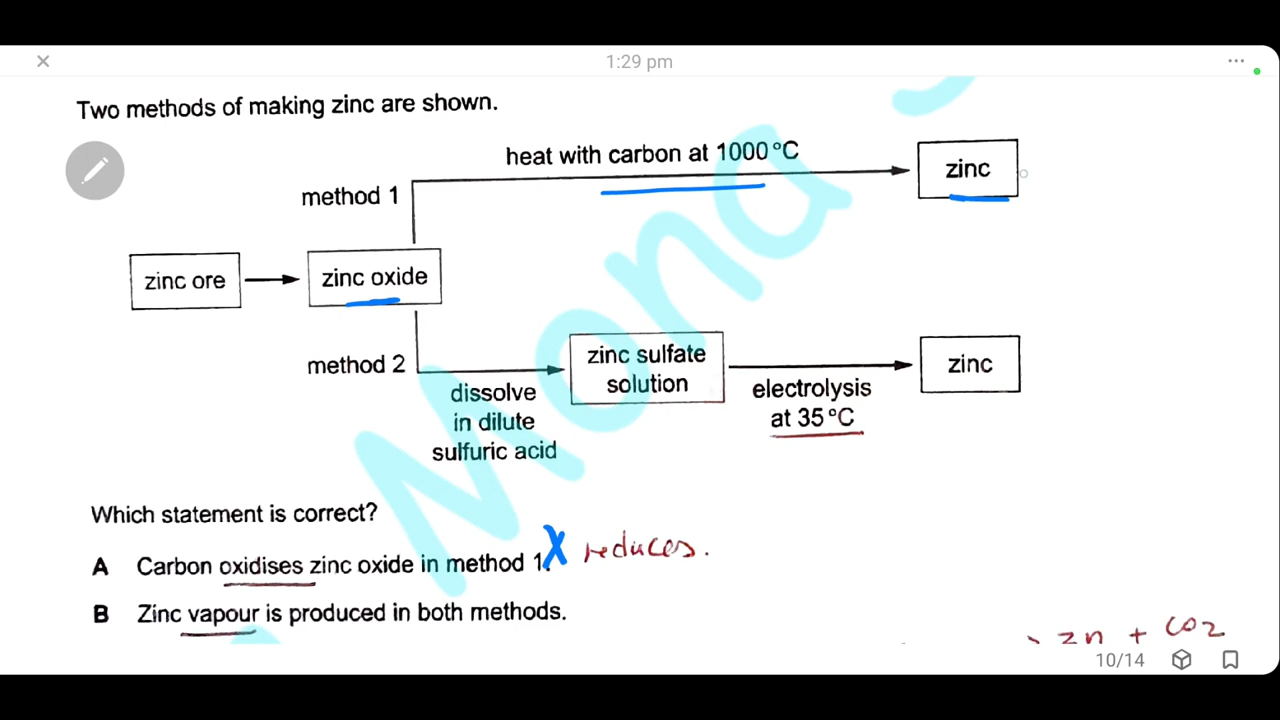 1:29 pm
Two methods of making zinc are shown.
heat with carbon at 1000 °C
zinc
method 1
zinc ore
zinc oxide
method 2
dissolve
in dilute
sulfuric acid
zinc sulfate
solution
electrolysis
at 35 °C
zinc
Which statement is correct?
A Carbon oxidises zinc oxide in method 1. X reduces.
B Zinc vapour is produced in both methods.
zn + CO2
10/14
Mona